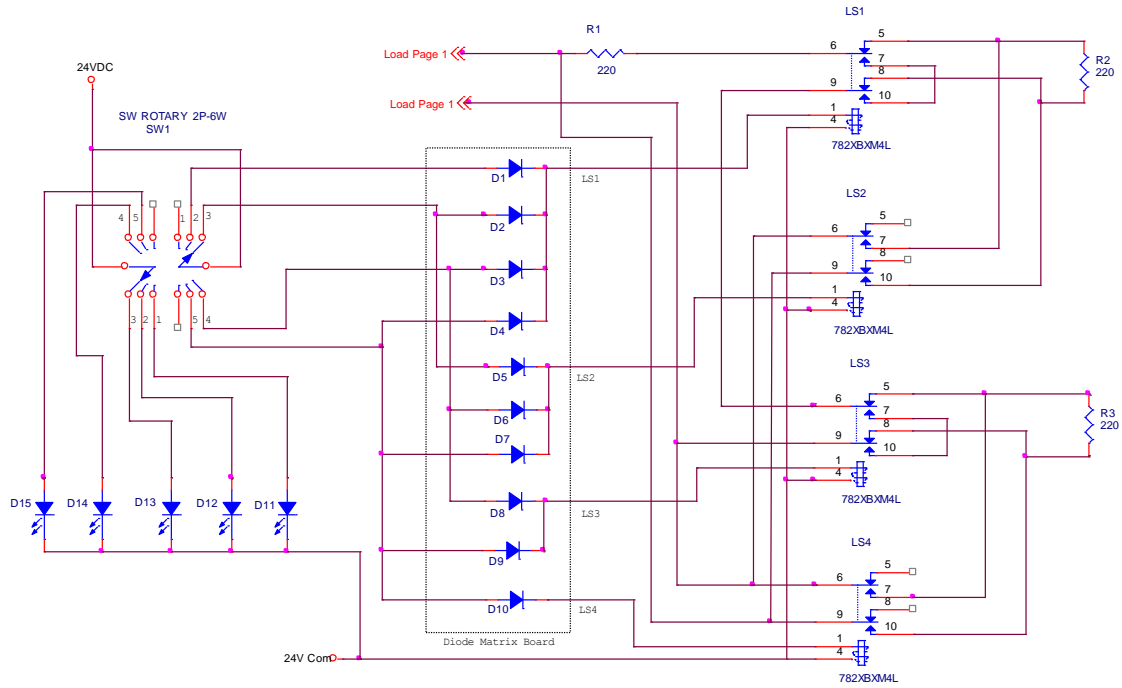 LS1
R1
5
Load Page 1
6
220
7
R2
220
24VDC
8
9
10
Load Page 1
1
4
SW ROTARY 2P-6W
SW1
782XBXM4L
D1
LS1
LS2
4
5
1
2
3
5
D2
6
7
8
D3
9
10
1
4
3
2
1
5
4
D4
782XBXM4L
LS3
D5
LS2
5
6
7
R3
220
D6
8
D7
9
10
1
4
D15
D14
D13
D12
D11
D8
782XBXM4L
LS3
LS4
D9
5
6
7
D10
LS4
8
9
10
Diode Matrix Board
1
24V Com
4
782XBXM4L